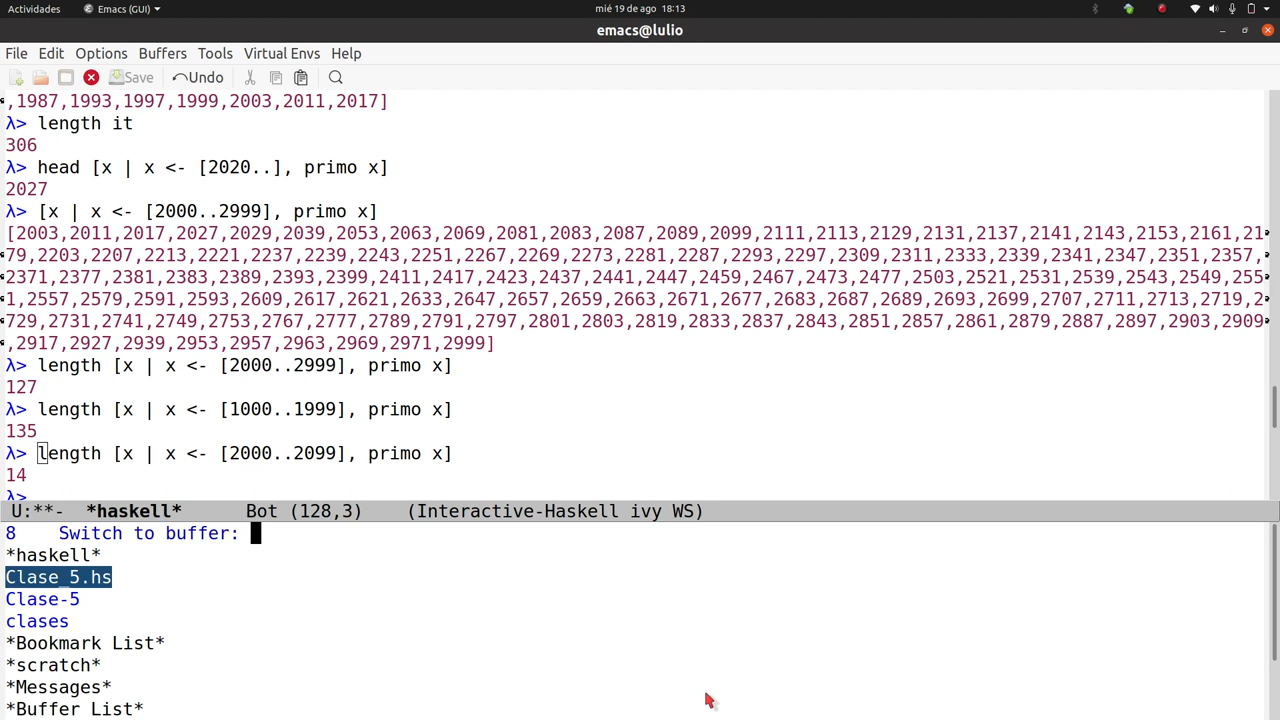 Actividades Emacs (GUI) mié 19 de ago 18:13
emacs@lulio
File Edit Options Buffers Tools Virtual Envs Help
Save Undo
,1987,1993,1997,1999,2003,2011,2017]
λ> length it
306
λ> head [x | x <- [2020..], primo x]
2027
λ> [x | x <- [2000..2999], primo x]
[2003,2011,2017,2027,2029,2039,2053,2063,2069,2081,2083,2087,2089,2099,2111,2113,2129,2131,2137,2141,2143,2153,2161,21
79,2203,2207,2213,2221,2237,2239,2243,2251,2267,2269,2273,2281,2287,2293,2297,2309,2311,2333,2339,2341,2347,2351,2357,
2371,2377,2381,2383,2389,2393,2399,2411,2417,2423,2437,2441,2447,2459,2467,2473,2477,2503,2521,2531,2539,2543,2549,255
1,2557,2579,2591,2593,2609,2617,2621,2633,2647,2657,2659,2663,2671,2677,2683,2687,2689,2693,2699,2707,2711,2713,2719,2
729,2731,2741,2749,2753,2767,2777,2789,2791,2797,2801,2803,2819,2833,2837,2843,2851,2857,2861,2879,2887,2897,2903,2909
,2917,2927,2939,2953,2957,2963,2969,2971,2999]
λ> length [x | x <- [2000..2999], primo x]
127
λ> length [x | x <- [1000..1999], primo x]
135
λ> length [x | x <- [2000..2099], primo x]
14
λ>
U:**- *haskell* Bot (128,3) (Interactive-Haskell ivy WS)
8 Switch to buffer:
*haskell*
Clase_5.hs
Clase-5
clases
*Bookmark List*
*scratch*
*Messages*
*Buffer List*